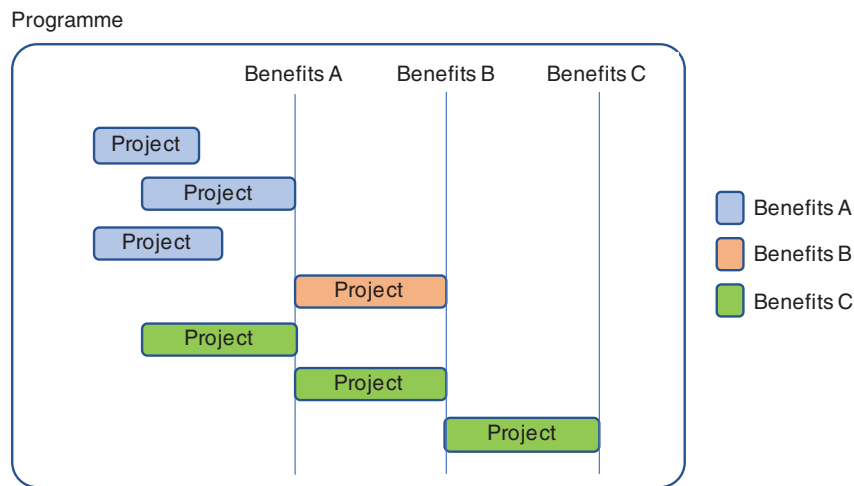 Programme
Benefits A Benefits B Benefits C
Project
Project
Project
Project
Project
Project
Project
Benefits A
Benefits B
Benefits C